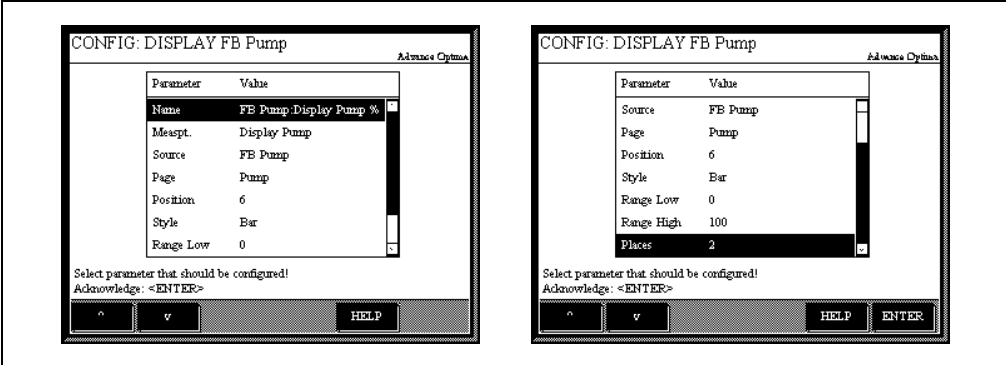 CONFIG: DISPLAY FB Pump
Advance Optima
Parameter Value
Name FB Pump:Display Pump %
Measpt. Display Pump
Source FB Pump
Page Pump
Position 6
Style Bar
Range Low 0
Select parameter that should be configured!
Acknowledge: <ENTER>
^ v HELP
CONFIG: DISPLAY FB Pump
Advance Optima
Parameter Value
Source FB Pump
Page Pump
Position 6
Style Bar
Range Low 0
Range High 100
Places 2
Select parameter that should be configured!
Acknowledge: <ENTER>
^ v HELP ENTER